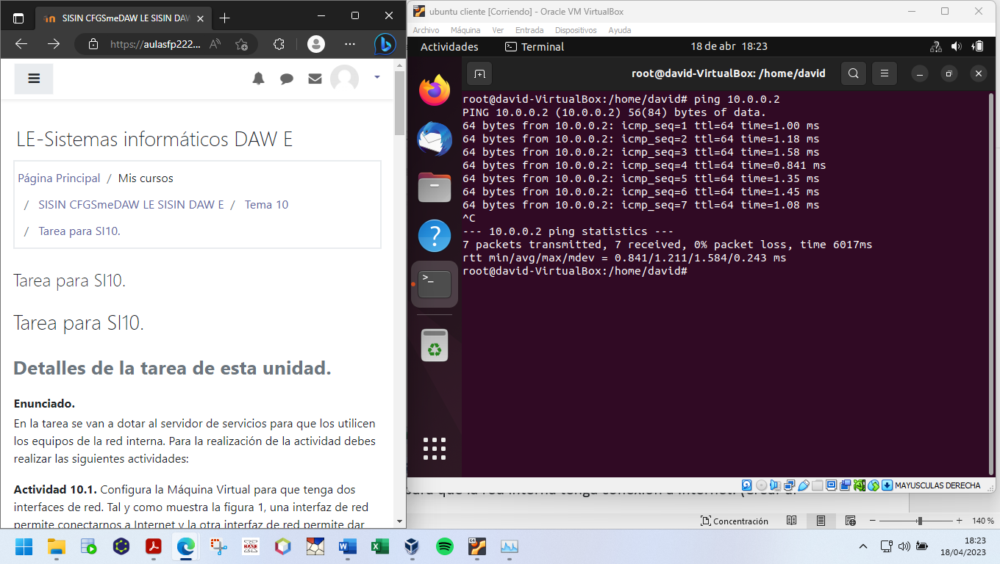 SISIN CFGSmeDAW LE SISIN DAW
https://aulasfp222...
LE-Sistemas informáticos DAW E
Página Principal / Mis cursos
/ SISIN CFGSmeDAW LE SISIN DAW E / Tema 10
/ Tarea para SI10.
Tarea para SI10.
Tarea para SI10.
Detalles de la tarea de esta unidad.
Enunciado.
En la tarea se van a dotar al servidor de servicios para que los utilicen
los equipos de la red interna. Para la realización de la actividad debes
realizar las siguientes actividades:
Actividad 10.1. Configura la Máquina Virtual para que tenga dos
interfaces de red. Tal y como muestra la figura 1, una interfaz de red
permite conectarnos a Internet y la otra interfaz de red permite dar
ubuntu cliente [Corriendo] - Oracle VM VirtualBox
Archivo Máquina Ver Entrada Dispositivos Ayuda
Actividades Terminal 18 de abr 18:23
root@david-VirtualBox: /home/david
root@david-VirtualBox:/home/david# ping 10.0.0.2
PING 10.0.0.2 (10.0.0.2) 56(84) bytes of data.
64 bytes from 10.0.0.2: icmp_seq=1 ttl=64 time=1.00 ms
64 bytes from 10.0.0.2: icmp_seq=2 ttl=64 time=1.18 ms
64 bytes from 10.0.0.2: icmp_seq=3 ttl=64 time=1.58 ms
64 bytes from 10.0.0.2: icmp_seq=4 ttl=64 time=0.841 ms
64 bytes from 10.0.0.2: icmp_seq=5 ttl=64 time=1.35 ms
64 bytes from 10.0.0.2: icmp_seq=6 ttl=64 time=1.45 ms
64 bytes from 10.0.0.2: icmp_seq=7 ttl=64 time=1.08 ms
^C
--- 10.0.0.2 ping statistics ---
7 packets transmitted, 7 received, 0% packet loss, time 6017ms
rtt min/avg/max/mdev = 0.841/1.211/1.584/0.243 ms
root@david-VirtualBox:/home/david#
MAYUSCULAS DERECHA
para que la red interna tenga conexión a Internet. (Crear un
Concentración
140 %
18:23
18/04/2023